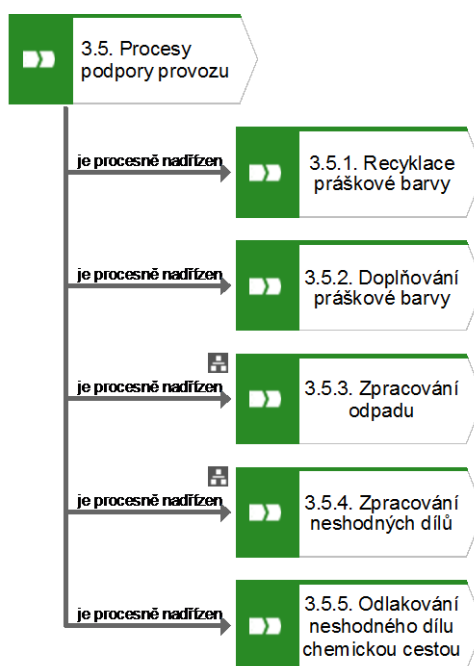 3.5. Procesy
podpory provozu
je procesně nadřízen
3.5.1. Recyklace
práškové barvy
je procesně nadřízen
3.5.2. Doplňování
práškové barvy
je procesně nadřízen
3.5.3. Zpracování
odpadu
je procesně nadřízen
3.5.4. Zpracování
neshodných dílů
je procesně nadřízen
3.5.5. Odlakování
neshodného dílu
chemickou cestou